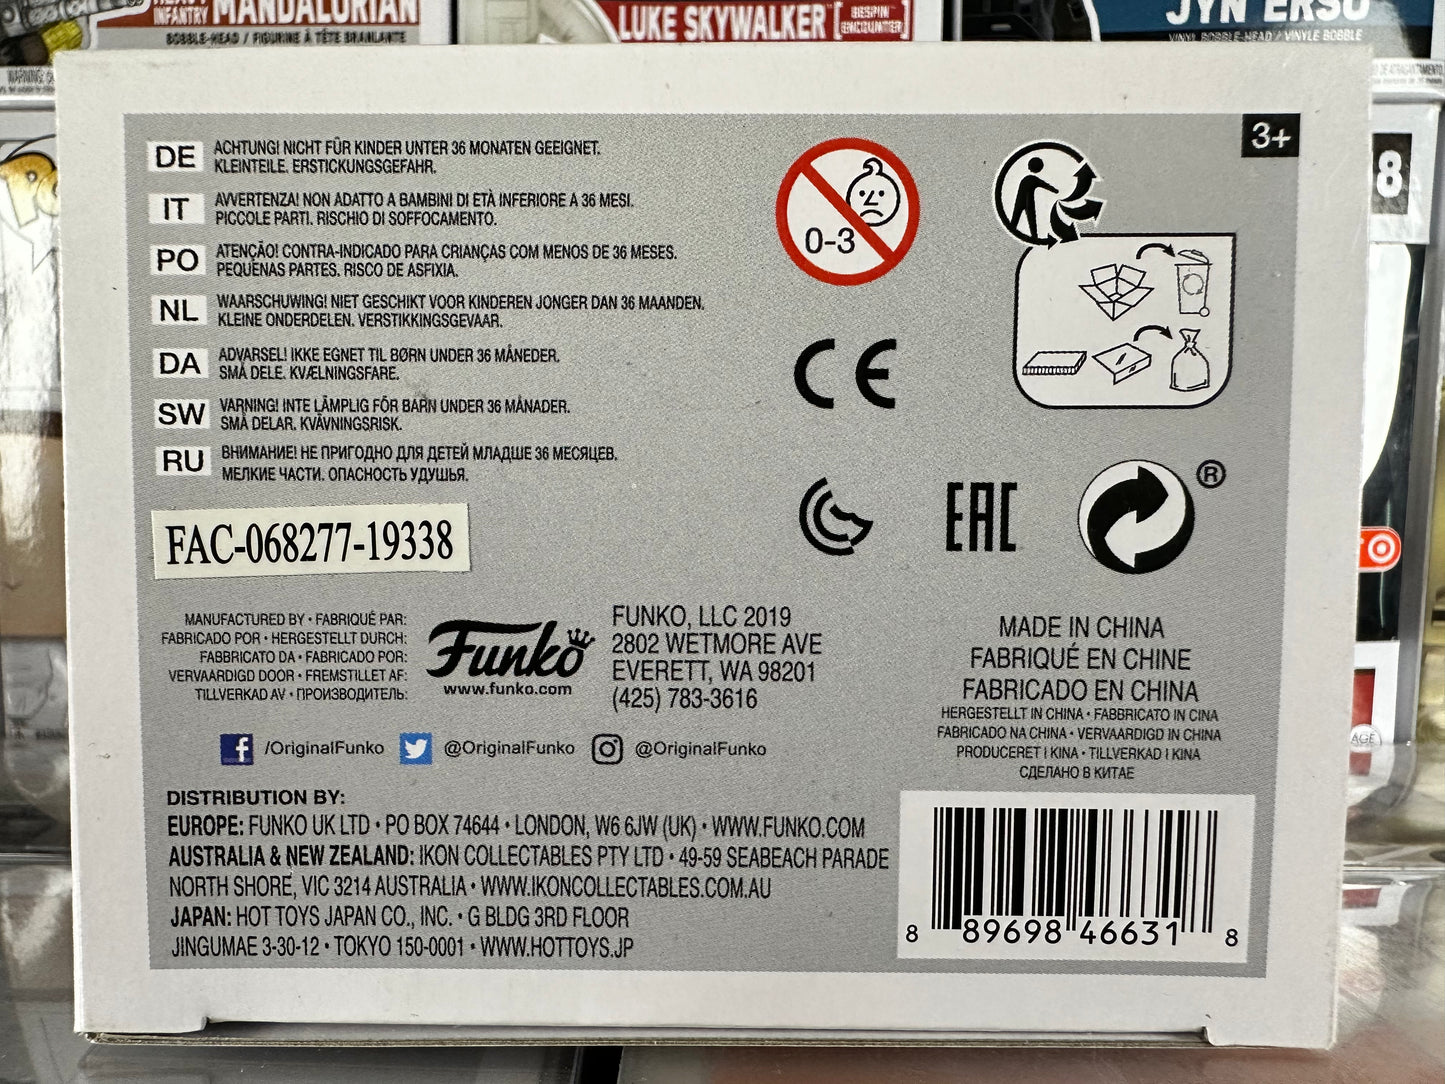 HEAVY
INFANTRY MANDALORIAN
BOBBLE-HEAD / FIGURINE À TÊTE BRANLANTE
LUKE SKYWALKER [BESPIN
ENCOUNTER]
JYN ERSO
VINYL BOBBLE-HEAD / VINYLE BOBBLE
8
3+
DE ACHTUNG! NICHT FÜR KINDER UNTER 36 MONATEN GEEIGNET.
KLEINTEILE. ERSTICKUNGSGEFAHR.
IT AVVERTENZA! NON ADATTO A BAMBINI DI ETÀ INFERIORE A 36 MESI.
PICCOLE PARTI. RISCHIO DI SOFFOCAMENTO.
PO ATENÇÃO! CONTRA-INDICADO PARA CRIANÇAS COM MENOS DE 36 MESES.
PEQUENAS PARTES. RISCO DE ASFIXIA.
NL WAARSCHUWING! NIET GESCHIKT VOOR KINDEREN JONGER DAN 36 MAANDEN.
KLEINE ONDERDELEN. VERSTIKKINGSGEVAAR.
DA ADVARSEL! IKKE EGNET TIL BØRN UNDER 36 MÅNEDER.
SMÅ DELE. KVÆLNINGSFARE.
SW VARNING! INTE LÄMPLIG FÖR BARN UNDER 36 MÅNADER.
SMÅ DELAR. KVÄVNINGSRISK.
RU ВНИМАНИЕ! НЕ ПРИГОДНО ДЛЯ ДЕТЕЙ МЛАДШЕ 36 МЕСЯЦЕВ.
МЕЛКИЕ ЧАСТИ. ОПАСНОСТЬ УДУШЬЯ.
0-3
CE
EAC
®
FAC-068277-19338
MANUFACTURED BY • FABRIQUÉ PAR:
FABRICADO POR • HERGESTELLT DURCH:
FABBRICATO DA • FABRICADO POR:
VERVAARDIGD DOOR • FREMSTILLET AF:
TILLVERKAD AV • ПРОИЗВОДИТЕЛЬ:
Funko
www.funko.com
FUNKO, LLC 2019
2802 WETMORE AVE
EVERETT, WA 98201
(425) 783-3616
MADE IN CHINA
FABRIQUÉ EN CHINE
FABRICADO EN CHINA
HERGESTELLT IN CHINA • FABBRICATO IN CINA
FABRICADO NA CHINA • VERVAARDIGD IN CHINA
PRODUCERET I KINA • TILLVERKAD I KINA
СДЕЛАНО В КИТАЕ
f /OriginalFunko @OriginalFunko @OriginalFunko
DISTRIBUTION BY:
EUROPE: FUNKO UK LTD • PO BOX 74644 • LONDON, W6 6JW (UK) • WWW.FUNKO.COM
AUSTRALIA & NEW ZEALAND: IKON COLLECTABLES PTY LTD • 49-59 SEABEACH PARADE
NORTH SHORE, VIC 3214 AUSTRALIA • WWW.IKONCOLLECTABLES.COM.AU
JAPAN: HOT TOYS JAPAN CO., INC. • G BLDG 3RD FLOOR
JINGUMAE 3-30-12 • TOKYO 150-0001 • WWW.HOTTOYS.JP
8 89698 46631 8